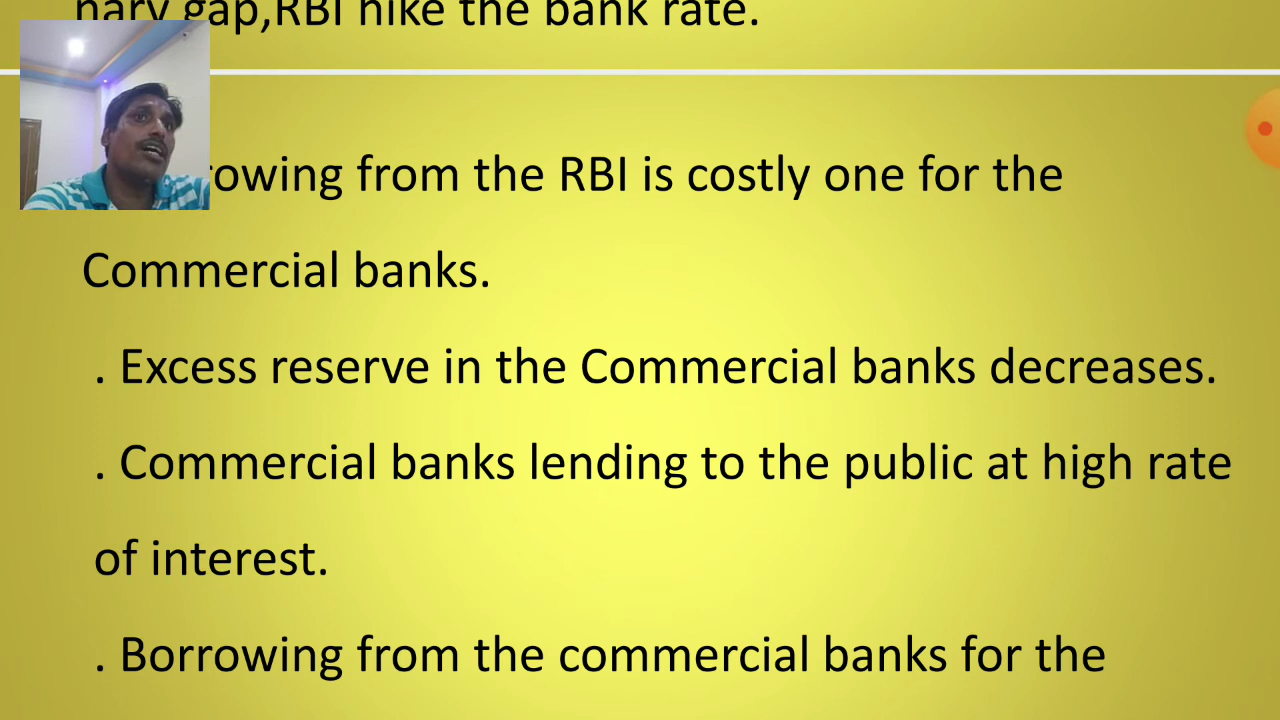 nary gap,RBI hike the bank rate.
rowing from the RBI is costly one for the
Commercial banks.
. Excess reserve in the Commercial banks decreases.
. Commercial banks lending to the public at high rate
of interest.
. Borrowing from the commercial banks for the